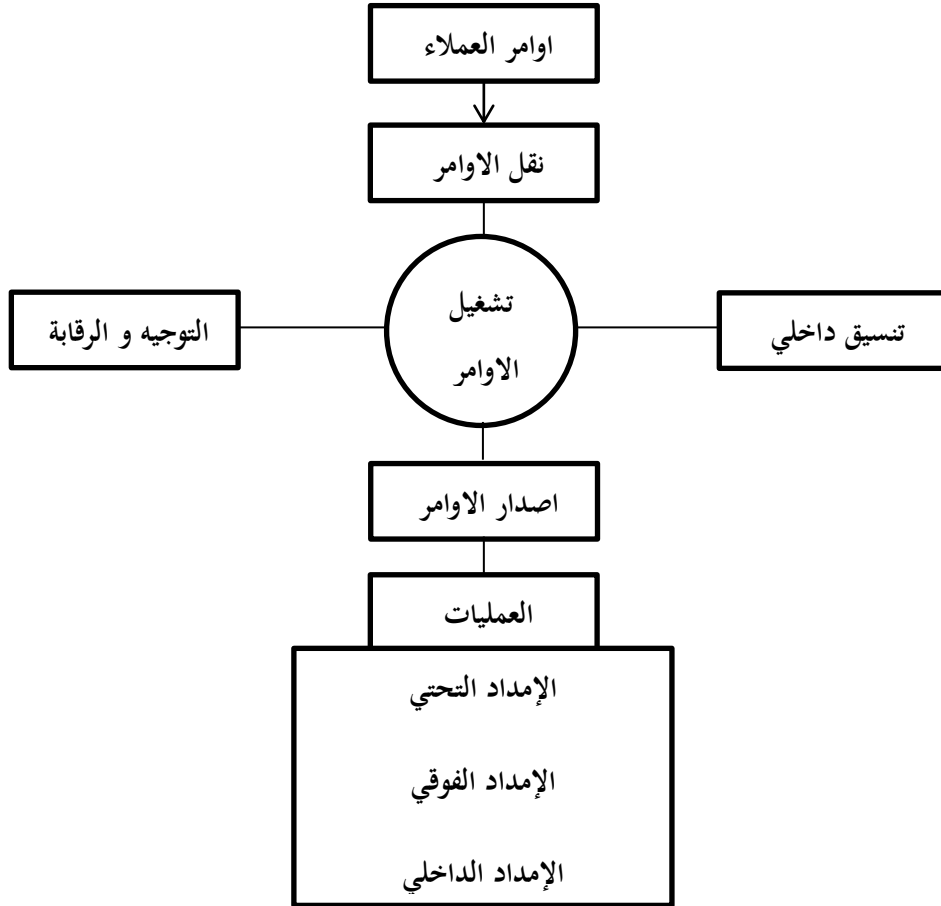 اوامر العملاء
نقل الاوامر
تشغيل
الاوامر
تنسيق داخلي
التوجيه و الرقابة
اصدار الاوامر
العمليات
الإمداد التحتي
الإمداد الفوقي
الإمداد الداخلي